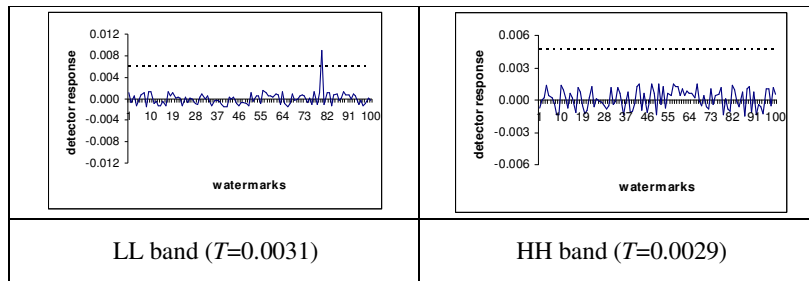 0.012
0.008
0.004
0.000
-0.004
-0.008
-0.012
detector response
1 10 19 28 37 46 55 64 73 82 91 100
watermarks
0.006
0.003
0.000
-0.003
-0.006
detector response
1 10 19 28 37 46 55 64 73 82 91 100
watermarks
LL band (T=0.0031)
HH band (T=0.0029)